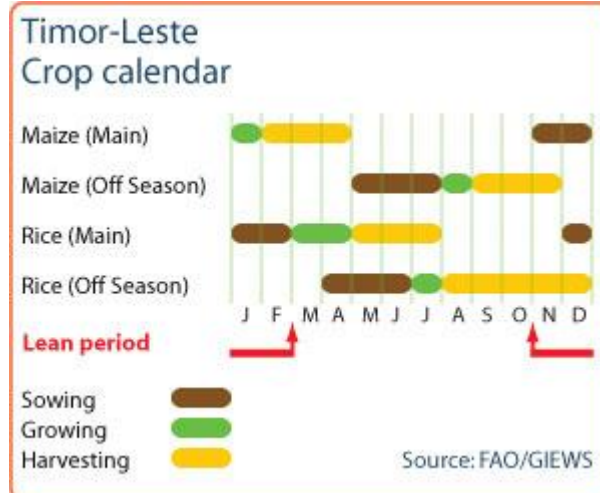 Timor-Leste
Crop calendar
Maize (Main)
Maize (Off Season)
Rice (Main)
Rice (Off Season)
J F M A M J J A S O N D
Lean period
Sowing
Growing
Harvesting
Source: FAO/GIEWS